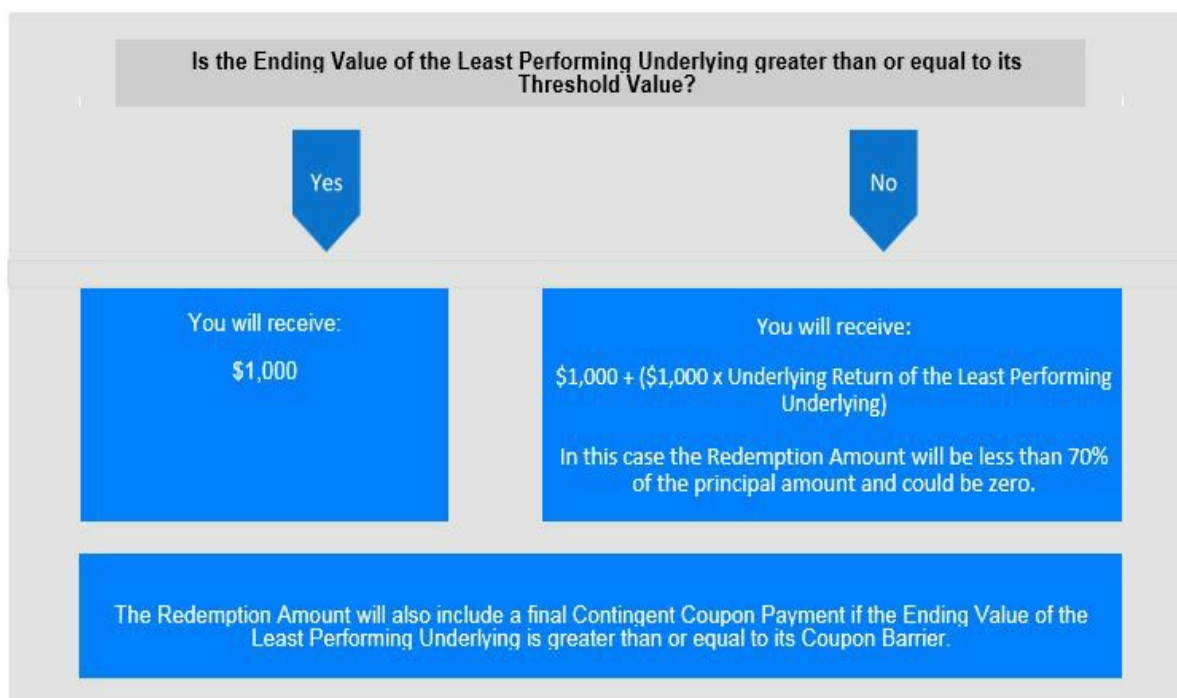 Is the Ending Value of the Least Performing Underlying greater than or equal to its
Threshold Value?
Yes
No
You will receive:
$1,000
You will receive:
$1,000 + ($1,000 x Underlying Return of the Least Performing
Underlying)
In this case the Redemption Amount will be less than 70%
of the principal amount and could be zero.
The Redemption Amount will also include a final Contingent Coupon Payment if the Ending Value of the
Least Performing Underlying is greater than or equal to its Coupon Barrier.